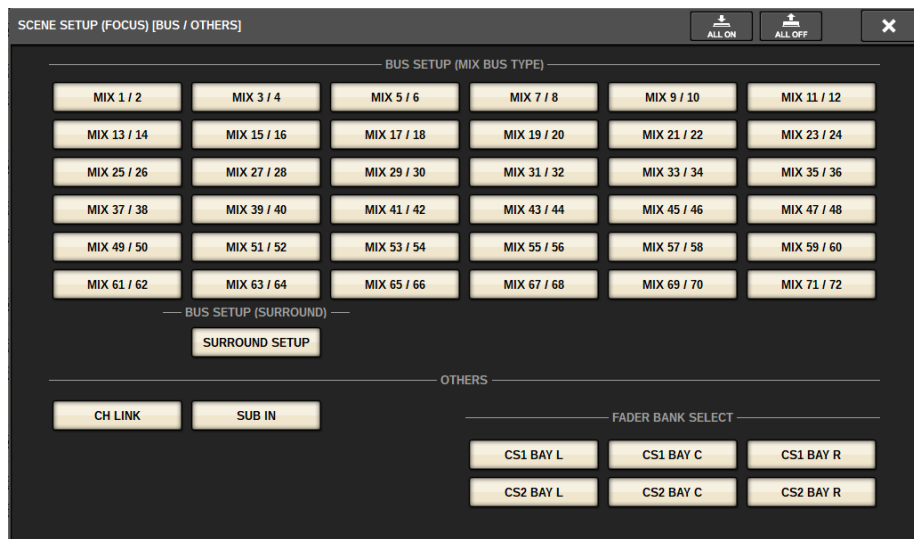 SCENE SETUP (FOCUS) [BUS / OTHERS]
ALL ON
ALL OFF
BUS SETUP (MIX BUS TYPE)
MIX 1 / 2 MIX 3 / 4 MIX 5 / 6 MIX 7 / 8 MIX 9 / 10 MIX 11 / 12
MIX 13 / 14 MIX 15 / 16 MIX 17 / 18 MIX 19 / 20 MIX 21 / 22 MIX 23 / 24
MIX 25 / 26 MIX 27 / 28 MIX 29 / 30 MIX 31 / 32 MIX 33 / 34 MIX 35 / 36
MIX 37 / 38 MIX 39 / 40 MIX 41 / 42 MIX 43 / 44 MIX 45 / 46 MIX 47 / 48
MIX 49 / 50 MIX 51 / 52 MIX 53 / 54 MIX 55 / 56 MIX 57 / 58 MIX 59 / 60
MIX 61 / 62 MIX 63 / 64 MIX 65 / 66 MIX 67 / 68 MIX 69 / 70 MIX 71 / 72
BUS SETUP (SURROUND)
SURROUND SETUP
OTHERS
CH LINK SUB IN
FADER BANK SELECT
CS1 BAY L CS1 BAY C CS1 BAY R
CS2 BAY L CS2 BAY C CS2 BAY R